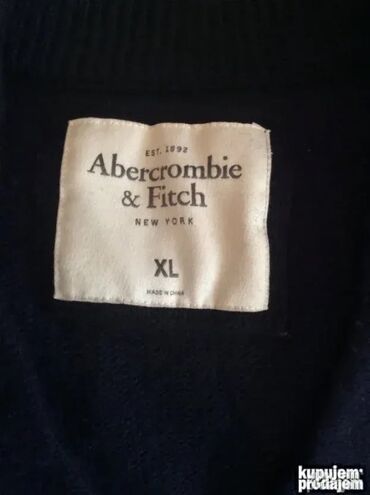 EST. 1892
Abercrombie
& Fitch
NEW YORK
XL
MADE IN CHINA
kupujem
prodajem